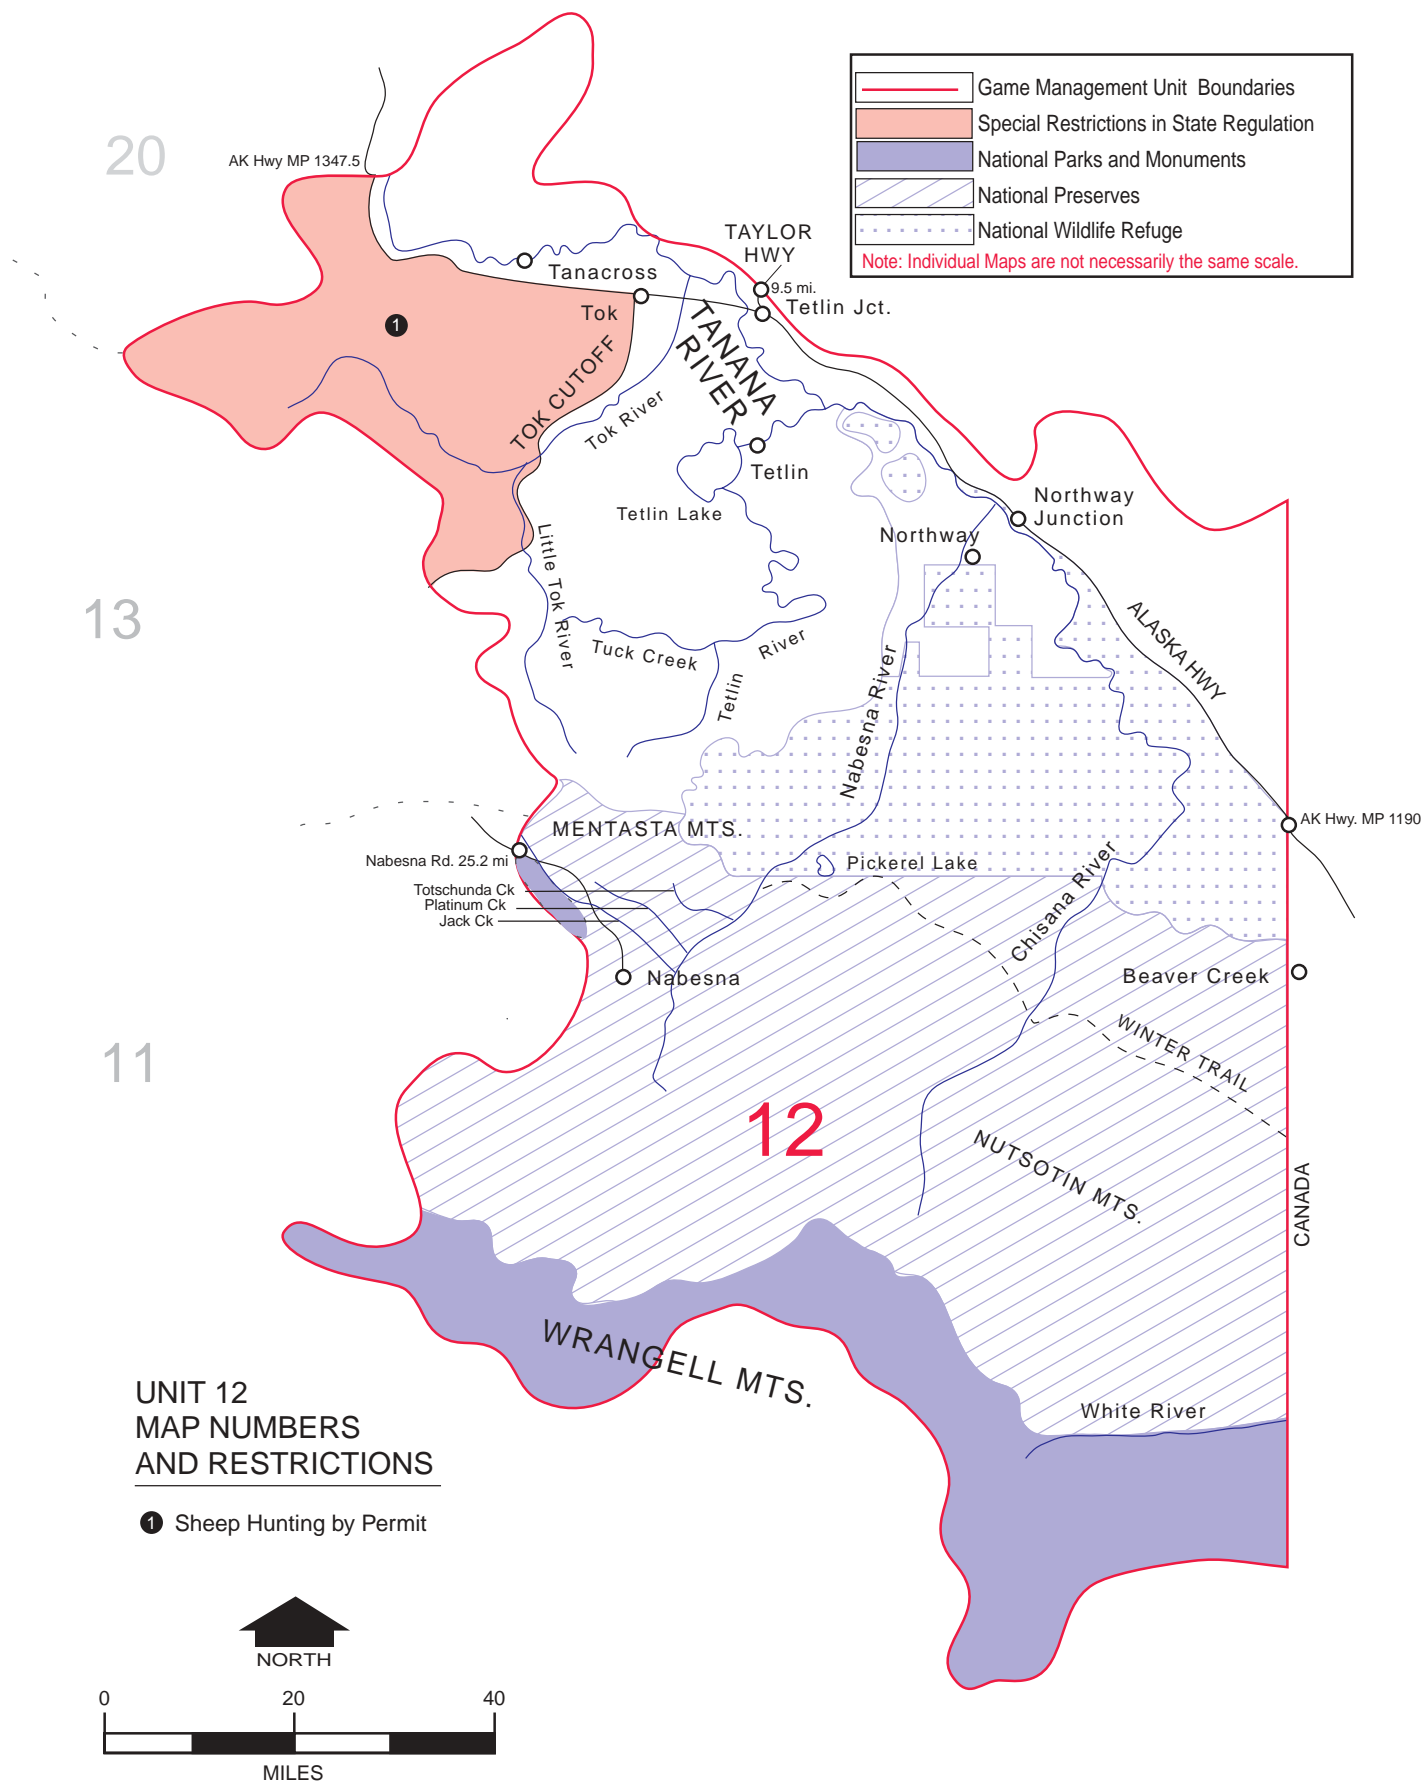 Game Management Unit Boundaries
Special Restrictions in State Regulation
National Parks and Monuments
National Preserves
National Wildlife Refuge
Note: Individual Maps are not necessarily the same scale.
20
AK Hwy MP 1347.5
TAYLOR
HWY
9.5 mi.
Tanacross
Tok
Tetlin Jct.
1
TANANA
RIVER
TOK CUTOFF
Tok River
Tetlin
Tetlin Lake
Northway
Junction
Northway
Little Tok River
13
ALASKA HWY
Tuck Creek
Tetlin River
Nabesna River
MENTASTA MTS.
AK Hwy. MP 1190
Nabesna Rd. 25.2 mi
Pickerel Lake
Totschunda Ck
Platinum Ck
Jack Ck
Chisana River
Nabesna
Beaver Creek
11
WINTER TRAIL
12
NUTSOTIN MTS.
CANADA
WRANGELL MTS.
White River
UNIT 12
MAP NUMBERS
AND RESTRICTIONS
1 Sheep Hunting by Permit
NORTH
0 20 40
MILES